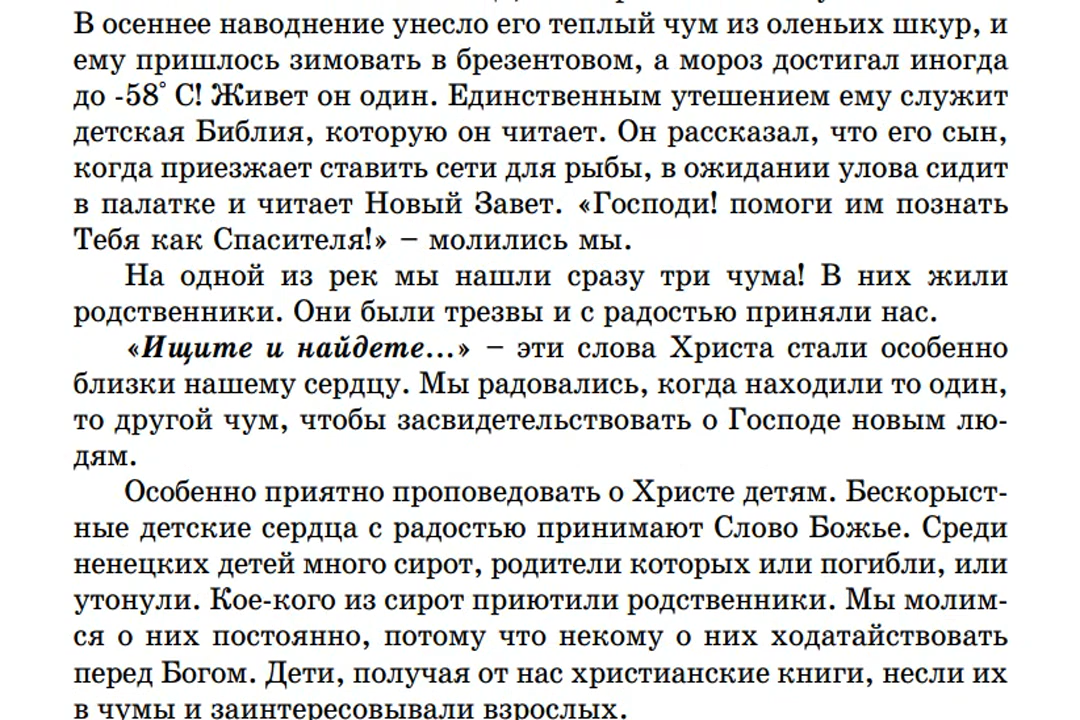 В осеннее наводнение унесло его теплый чум из оленьих шкур, и
ему пришлось зимовать в брезентовом, а мороз достигал иногда
до -58° С! Живет он один. Единственным утешением ему служит
детская Библия, которую он читает. Он рассказал, что его сын,
когда приезжает ставить сети для рыбы, в ожидании улова сидит
в палатке и читает Новый Завет. «Господи! помоги им познать
Тебя как Спасителя!» – молились мы.
На одной из рек мы нашли сразу три чума! В них жили
родственники. Они были трезвы и с радостью приняли нас.
«Ищите и найдете...» – эти слова Христа стали особенно
близки нашему сердцу. Мы радовались, когда находили то один,
то другой чум, чтобы засвидетельствовать о Господе новым лю-
дям.
Особенно приятно проповедовать о Христе детям. Бескорыст-
ные детские сердца с радостью принимают Слово Божье. Среди
ненецких детей много сирот, родители которых или погибли, или
утонули. Кое-кого из сирот приютили родственники. Мы молим-
ся о них постоянно, потому что некому о них ходатайствовать
перед Богом. Дети, получая от нас христианские книги, несли их
в чумы и заинтересовывали взрослых.